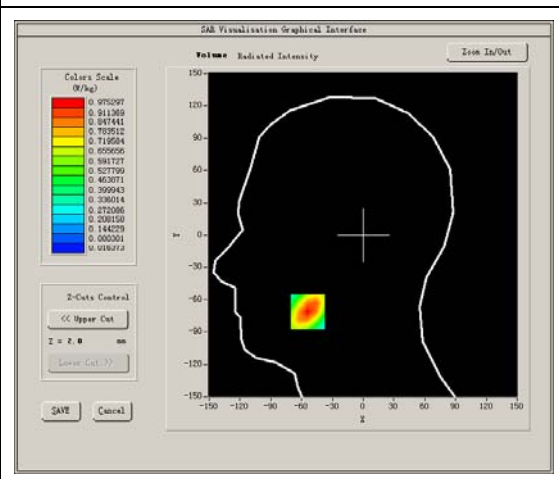 SAR Visualisation Graphical Interface
Volume Radiated Intensity
Zoom In/Out
Colors Scale
(W/kg)
0.975297
0.911369
0.847441
0.783512
0.719584
0.655656
0.591727
0.527799
0.463871
0.399943
0.336014
0.272086
0.208158
0.144229
0.080301
0.016373
150
120
90
60
30
0
-30
-60
-90
-120
-150
Y
-150 -120 -90 -60 -30 0 30 60 90 120 150
X
Z-Cuts Control
<< Upper Cut
Z = 2.0 mm
Lower Cut >>
SAVE Cancel